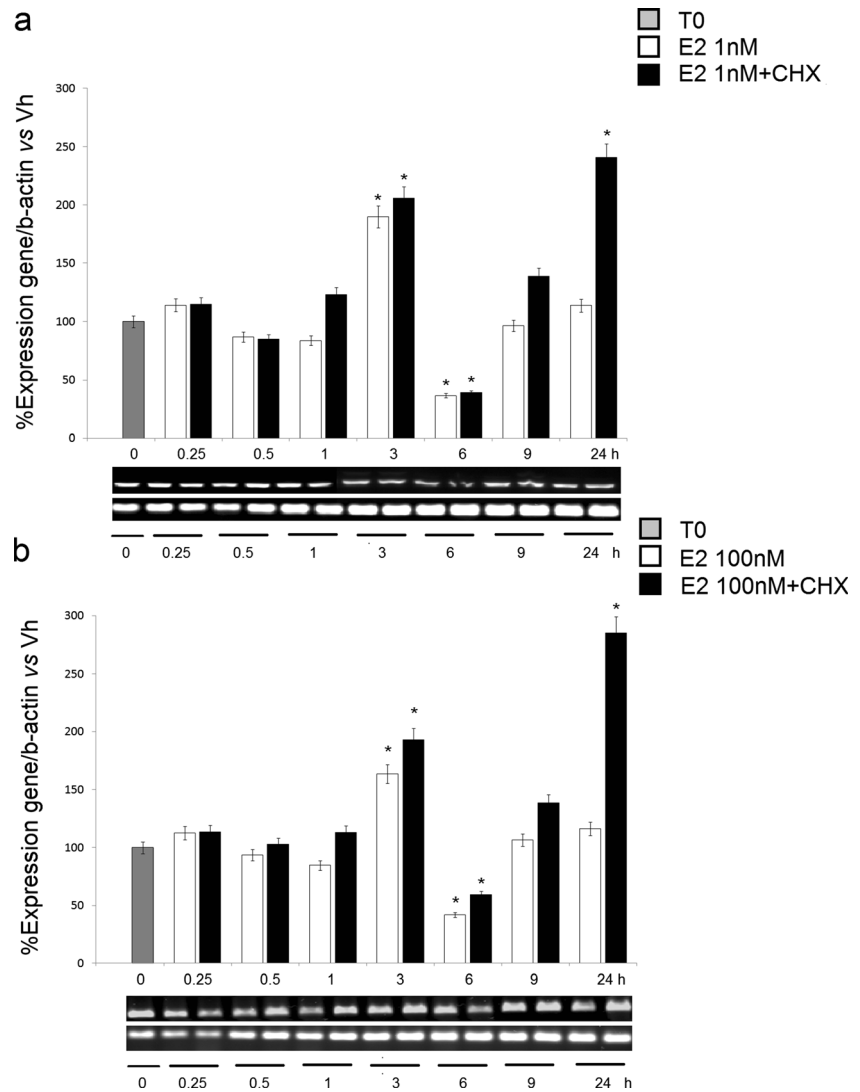 a
T0
E2 1nM
E2 1nM+CHX
%Expression gene/b-actin vs Vh
300
250
200
150
100
50
0
* * * * *
0 0.25 0.5 1 3 6 9 24 h
0 0.25 0.5 1 3 6 9 24 h
b
T0
E2 100nM
E2 100nM+CHX
%Expression gene/b-actin vs Vh
300
250
200
150
100
50
0
* * * * *
0 0.25 0.5 1 3 6 9 24 h
0 0.25 0.5 1 3 6 9 24 h